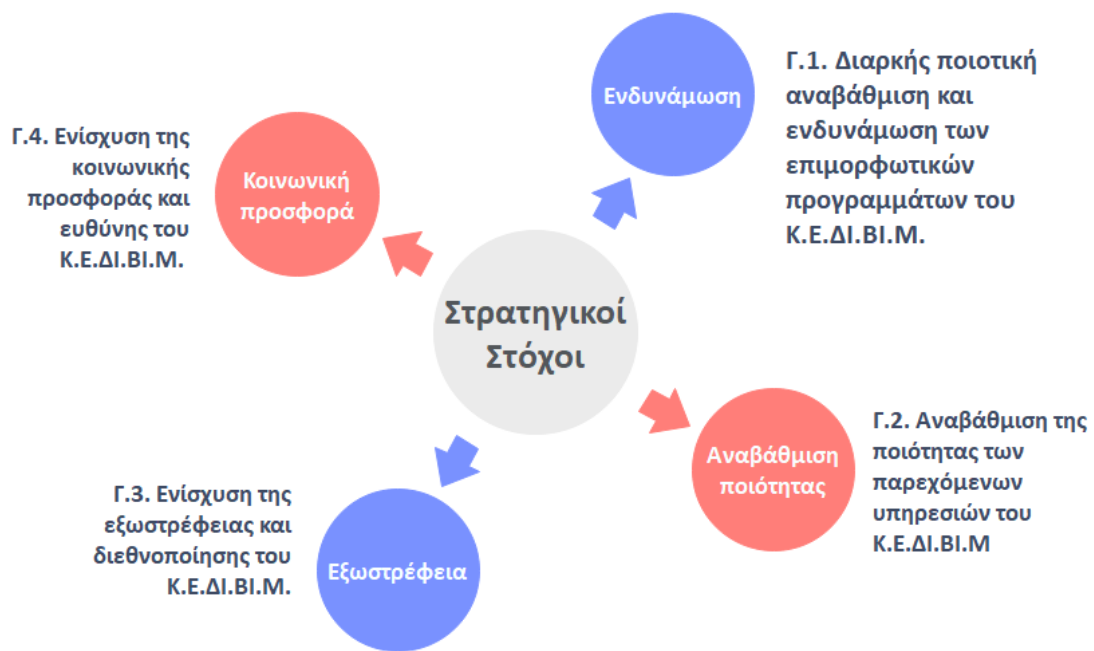 Στρατηγικοί
Στόχοι
Ενδυνάμωση
Γ.1. Διαρκής ποιοτική
αναβάθμιση και
ενδυνάμωση των
επιμορφωτικών
προγραμμάτων του
Κ.Ε.ΔΙ.ΒΙ.Μ.
Αναβάθμιση
ποιότητας
Γ.2. Αναβάθμιση της
ποιότητας των
παρεχόμενων
υπηρεσιών του
Κ.Ε.ΔΙ.ΒΙ.Μ
Εξωστρέφεια
Γ.3. Ενίσχυση της
εξωστρέφειας και
διεθνοποίησης του
Κ.Ε.ΔΙ.ΒΙ.Μ.
Κοινωνική
προσφορά
Γ.4. Ενίσχυση της
κοινωνικής
προσφοράς και
ευθύνης του
Κ.Ε.ΔΙ.ΒΙ.Μ.